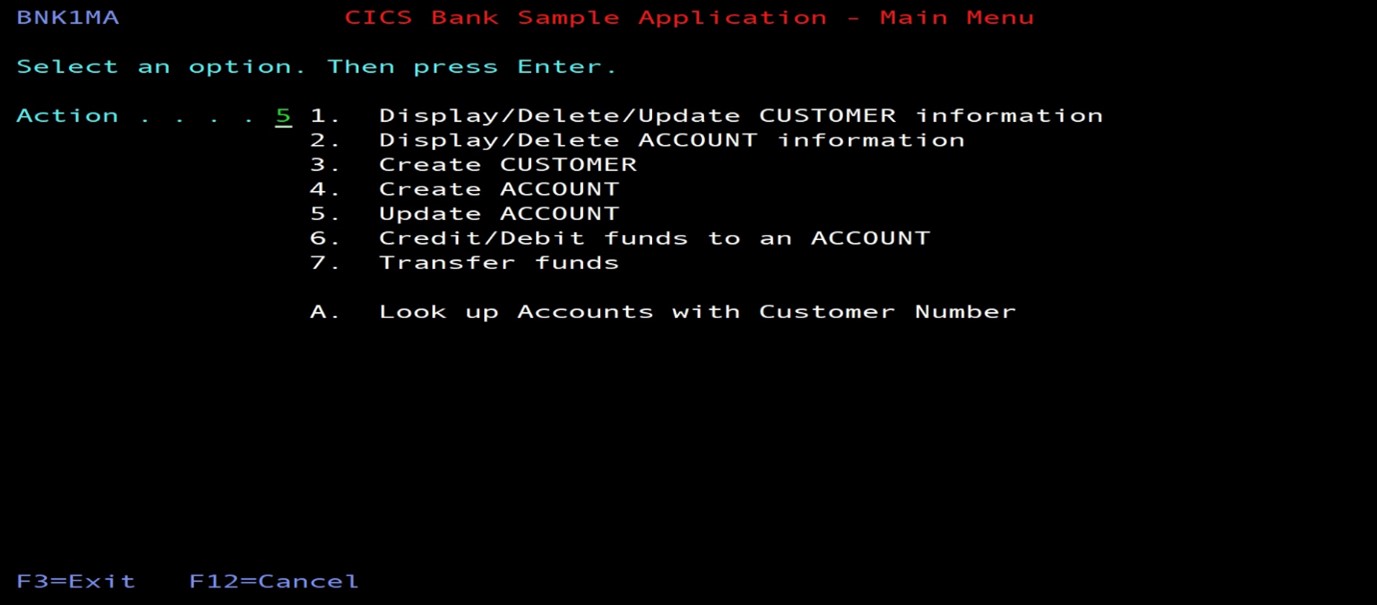 BNK1MA CICS Bank Sample Application - Main Menu
Select an option. Then press Enter.
Action . . . . 5 1. Display/Delete/Update CUSTOMER information
2. Display/Delete ACCOUNT information
3. Create CUSTOMER
4. Create ACCOUNT
5. Update ACCOUNT
6. Credit/Debit funds to an ACCOUNT
7. Transfer funds
A. Look up Accounts with Customer Number
F3=Exit F12=Cancel